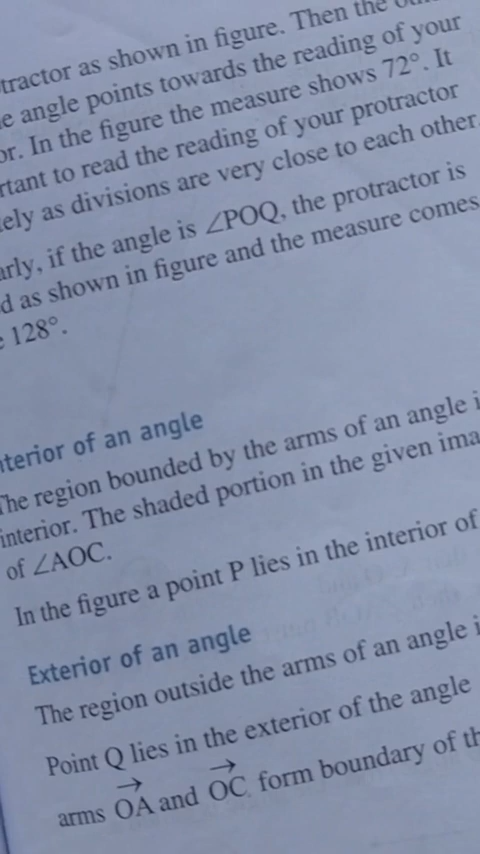 tractor as shown in figure. Then the
e angle points towards the reading of your
or. In the figure the measure shows 72°. It
rtant to read the reading of your protractor
ely as divisions are very close to each other.
arly, if the angle is ∠POQ, the protractor is
d as shown in figure and the measure comes
128°.
nterior of an angle
The region bounded by the arms of an angle i
interior. The shaded portion in the given ima
of ∠AOC.
In the figure a point P lies in the interior of
Exterior of an angle
The region outside the arms of an angle i
Point Q lies in the exterior of the angle
arms OA→ and OC→ form boundary of th